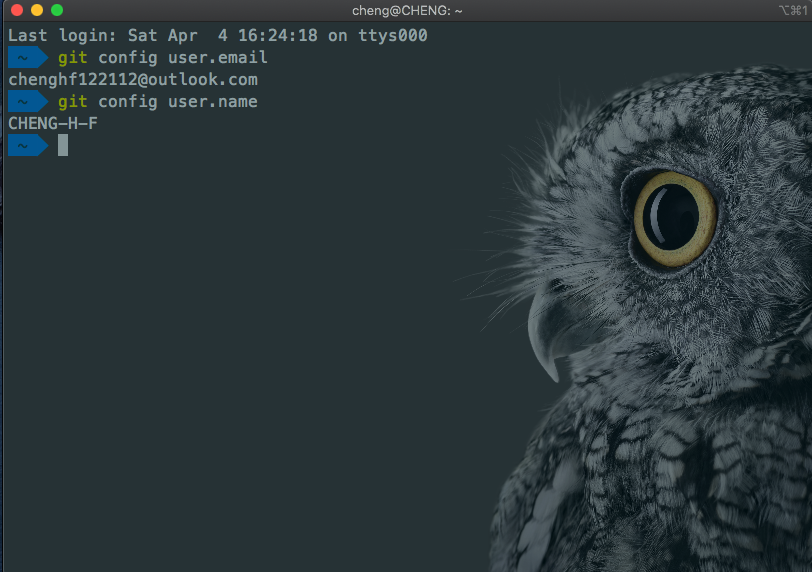 cheng@CHENG: ~
⌥⌘1
Last login: Sat Apr  4 16:24:18 on ttys000
~ git config user.email
chenghf122112@outlook.com
~ git config user.name
CHENG-H-F
~